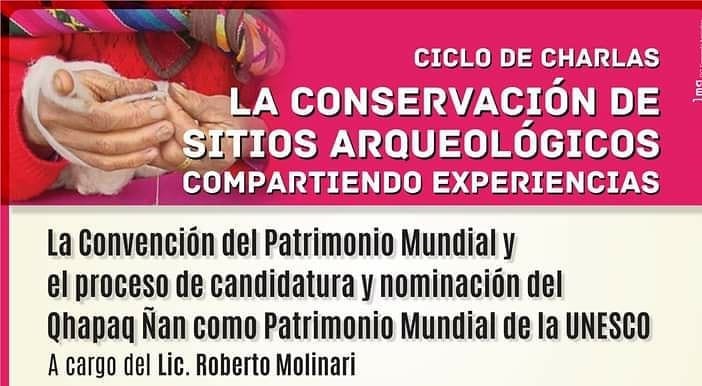 CICLO DE CHARLAS
LA CONSERVACIÓN DE
SITIOS ARQUEOLÓGICOS
COMPARTIENDO EXPERIENCIAS
La Convención del Patrimonio Mundial y
el proceso de candidatura y nominación del
Qhapaq Ñan como Patrimonio Mundial de la UNESCO
A cargo del Lic. Roberto Molinari